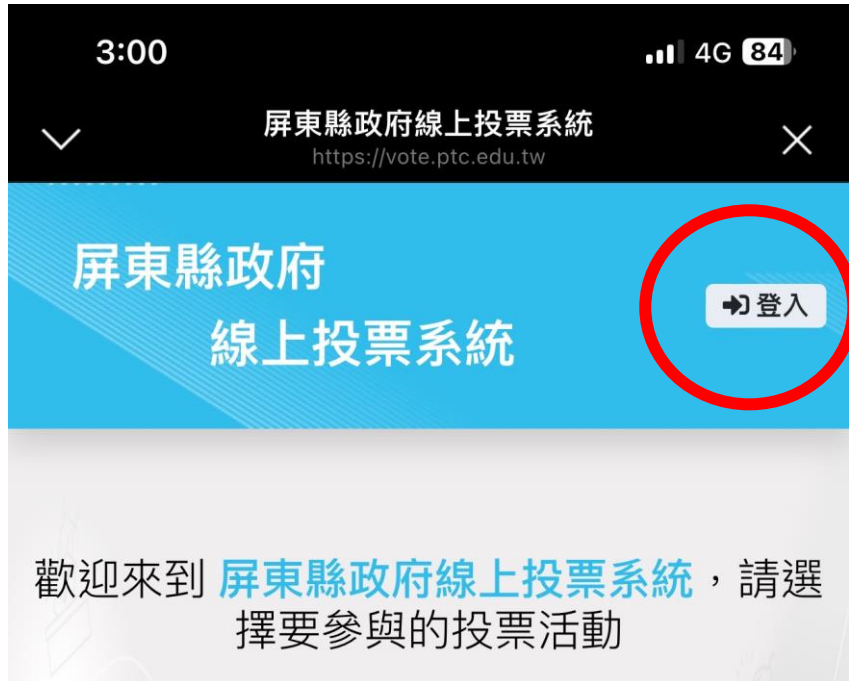 3:00
4G 84
屏東縣政府線上投票系統
https://vote.ptc.edu.tw
屏東縣政府
線上投票系統
登入
歡迎來到 屏東縣政府線上投票系統,請選
擇要參與的投票活動